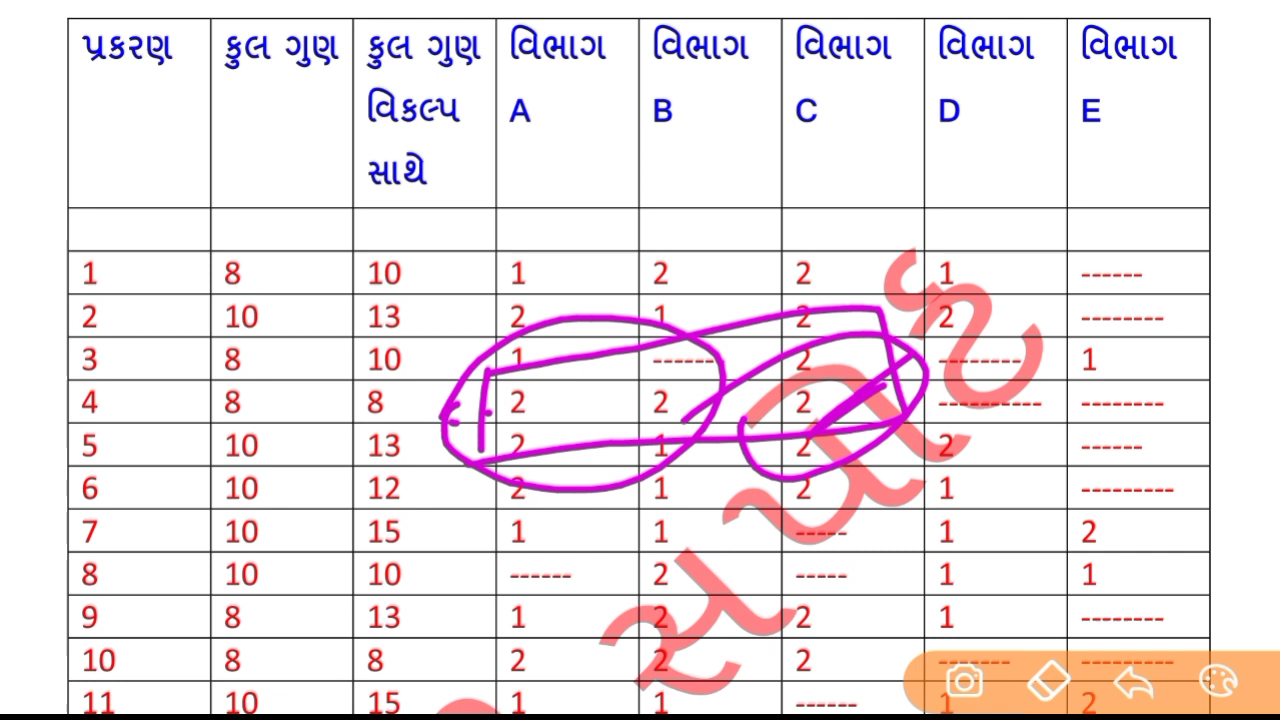 પ્રકરણ કુલ ગુણ કુલ ગુણ વિકલ્પ સાથે વિભાગ A વિભાગ B વિભાગ C વિભાગ D વિભાગ E
1 8 10 1 2 2 1 ------
2 10 13 2 1 2 2 --------
3 8 10 1 ------ 2 -------- 1
4 8 8 2 2 2 ---------- --------
5 10 13 2 1 2 2 ------
6 10 12 2 1 2 1 ---------
7 10 15 1 1 ----- 1 2
8 10 10 ------ 2 ----- 1 1
9 8 13 1 2 2 1 --------
10 8 8 2 2 2 ------- ---------
11 10 15 1 1 ------ 1 2